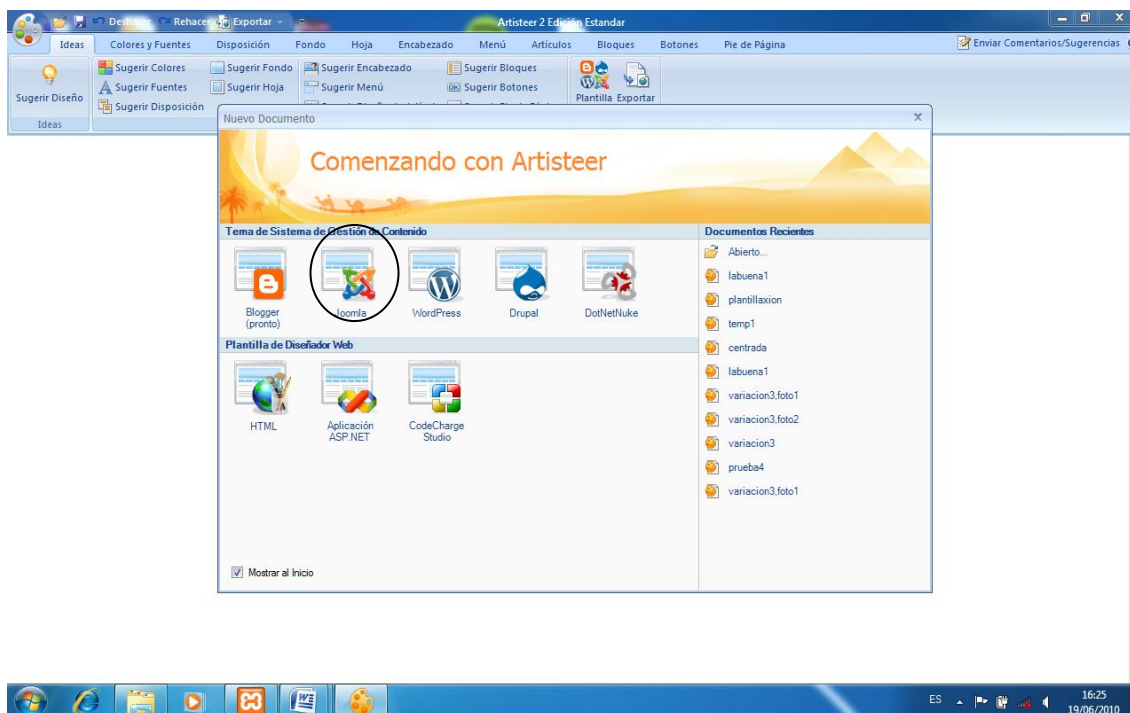 Deshacer Rehacer Exportar Artisteer 2 Edición Estandar
Ideas Colores y Fuentes Disposición Fondo Hoja Encabezado Menú Artículos Bloques Botones Pie de Página Enviar Comentarios/Sugerencias
Sugerir Colores Sugerir Fondo Sugerir Encabezado Sugerir Bloques
Sugerir Fuentes Sugerir Hoja Sugerir Menú Sugerir Botones
Sugerir Diseño Sugerir Disposición Plantilla Exportar
Ideas
Nuevo Documento
Comenzando con Artisteer
Tema de Sistema de Gestión de Contenido
Blogger
(pronto)
Joomla
WordPress
Drupal
DotNetNuke
Plantilla de Diseñador Web
HTML
Aplicación
ASP.NET
CodeCharge
Studio
Mostrar al Inicio
Documentos Recientes
Abierto...
labuena1
plantillaxion
temp1
centrada
labuena1
variacion3,foto1
variacion3,foto2
variacion3
prueba4
variacion3,foto1
ES
16:25
19/06/2010